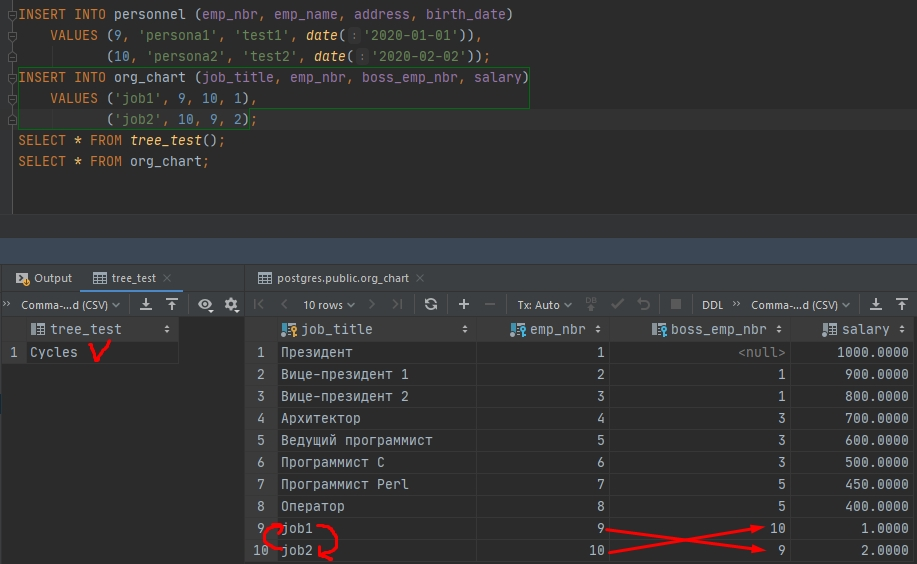 INSERT INTO personnel (emp_nbr, emp_name, address, birth_date)
VALUES (9, 'persona1', 'test1', date( : '2020-01-01')),
(10, 'persona2', 'test2', date( : '2020-02-02'));
INSERT INTO org_chart (job_title, emp_nbr, boss_emp_nbr, salary)
VALUES ('job1', 9, 10, 1),
('job2', 10, 9, 2);
SELECT * FROM tree_test();
SELECT * FROM org_chart;
Output tree_test
» Comma-...d (CSV)
tree_test
1 Cycles
postgres.public.org_chart
10 rows Tx: Auto DB DDL » Comma-...d (CSV)
job_title emp_nbr boss_emp_nbr salary
1 Президент 1 <null> 1000.0000
2 Вице-президент 1 2 1 900.0000
3 Вице-президент 2 3 1 800.0000
4 Архитектор 4 3 700.0000
5 Ведущий программист 5 3 600.0000
6 Программист С 6 3 500.0000
7 Программист Perl 7 5 450.0000
8 Оператор 8 5 400.0000
9 job1 9 10 1.0000
10 job2 10 9 2.0000